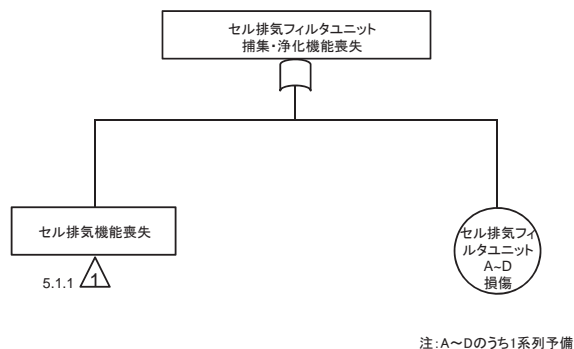 セル排気フィルタユニット
捕集・浄化機能喪失
セル排気機能喪失
5.1.1 1
セル排気フィ
ルタユニット
A~D
損傷
注:A～Dのうち1系列予備